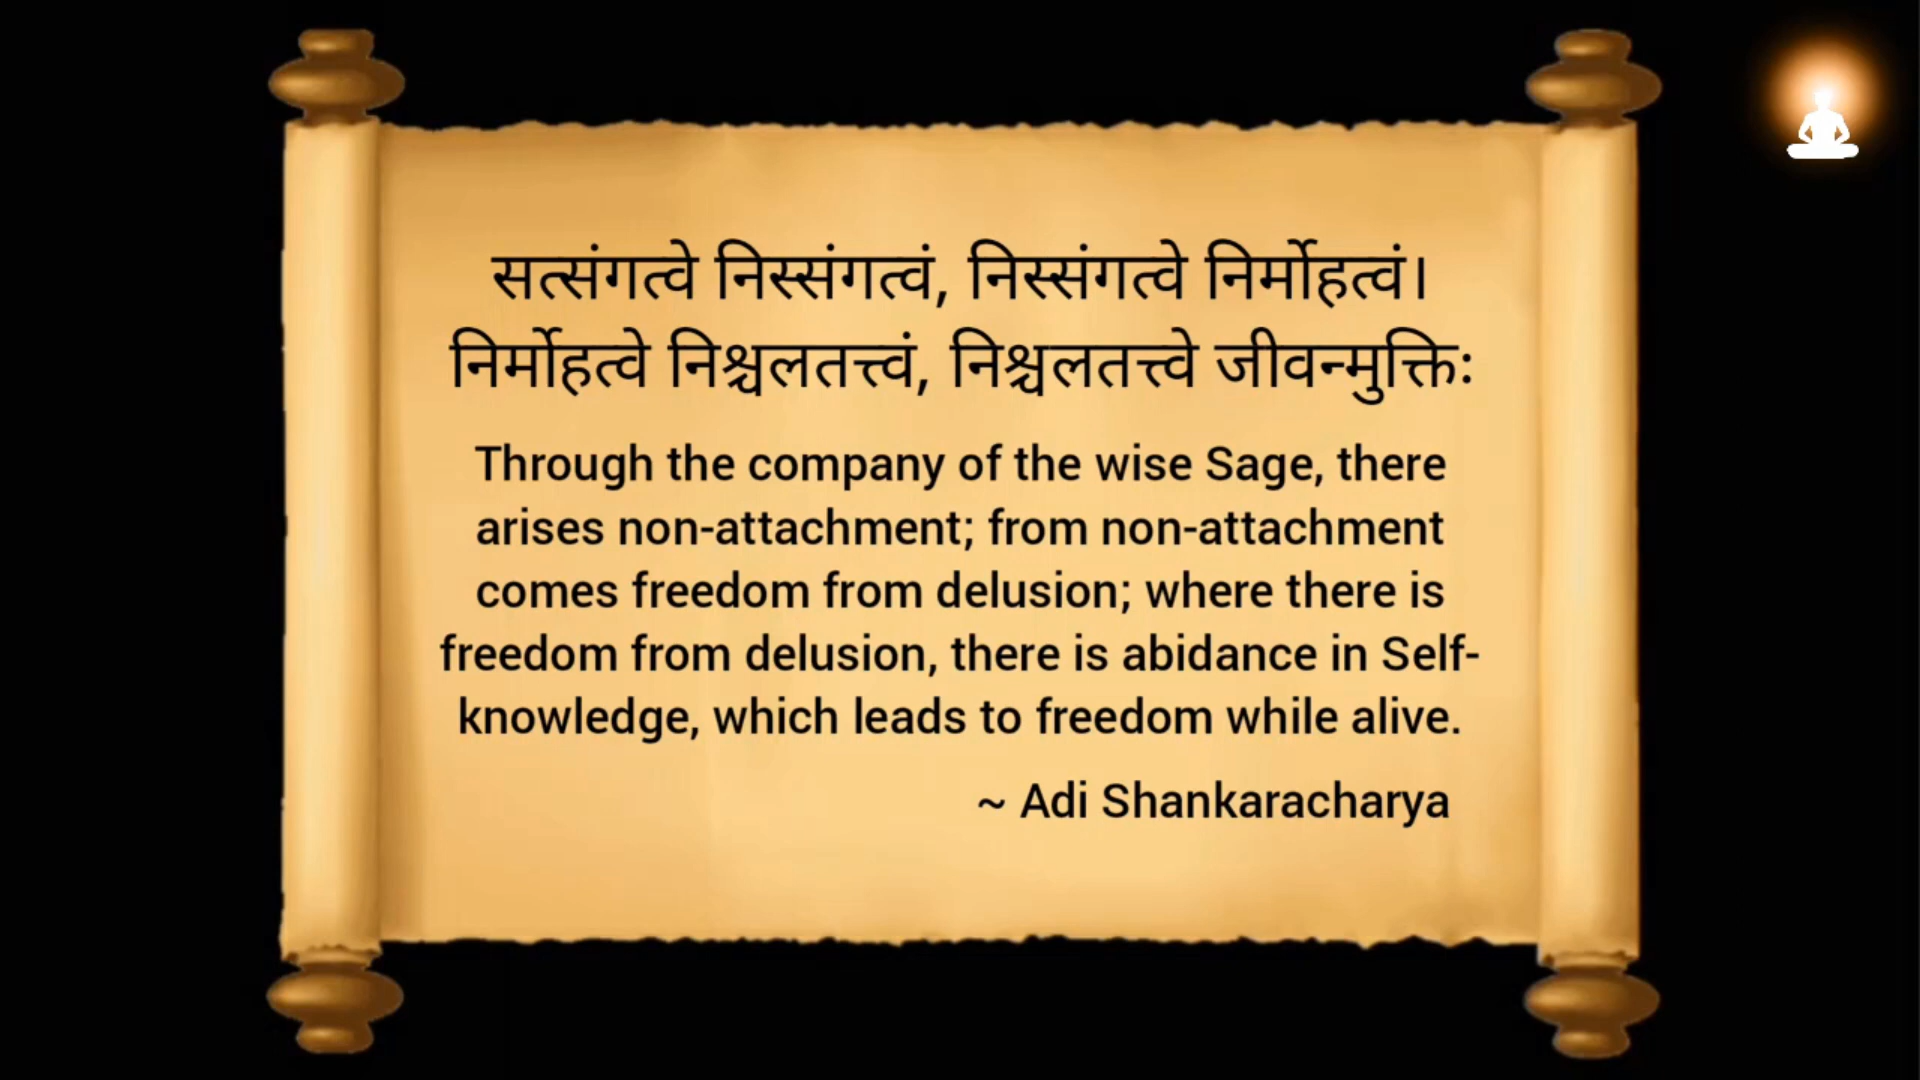 सत्संगत्वे निस्संगत्वं, निस्संगत्वे निर्मोहत्वं।
निर्मोहत्वे निश्चलतत्त्वं, निश्चलतत्त्वे जीवन्मुक्तिः
Through the company of the wise Sage, there
arises non-attachment; from non-attachment
comes freedom from delusion; where there is
freedom from delusion, there is abidance in Self-
knowledge, which leads to freedom while alive.
~ Adi Shankaracharya